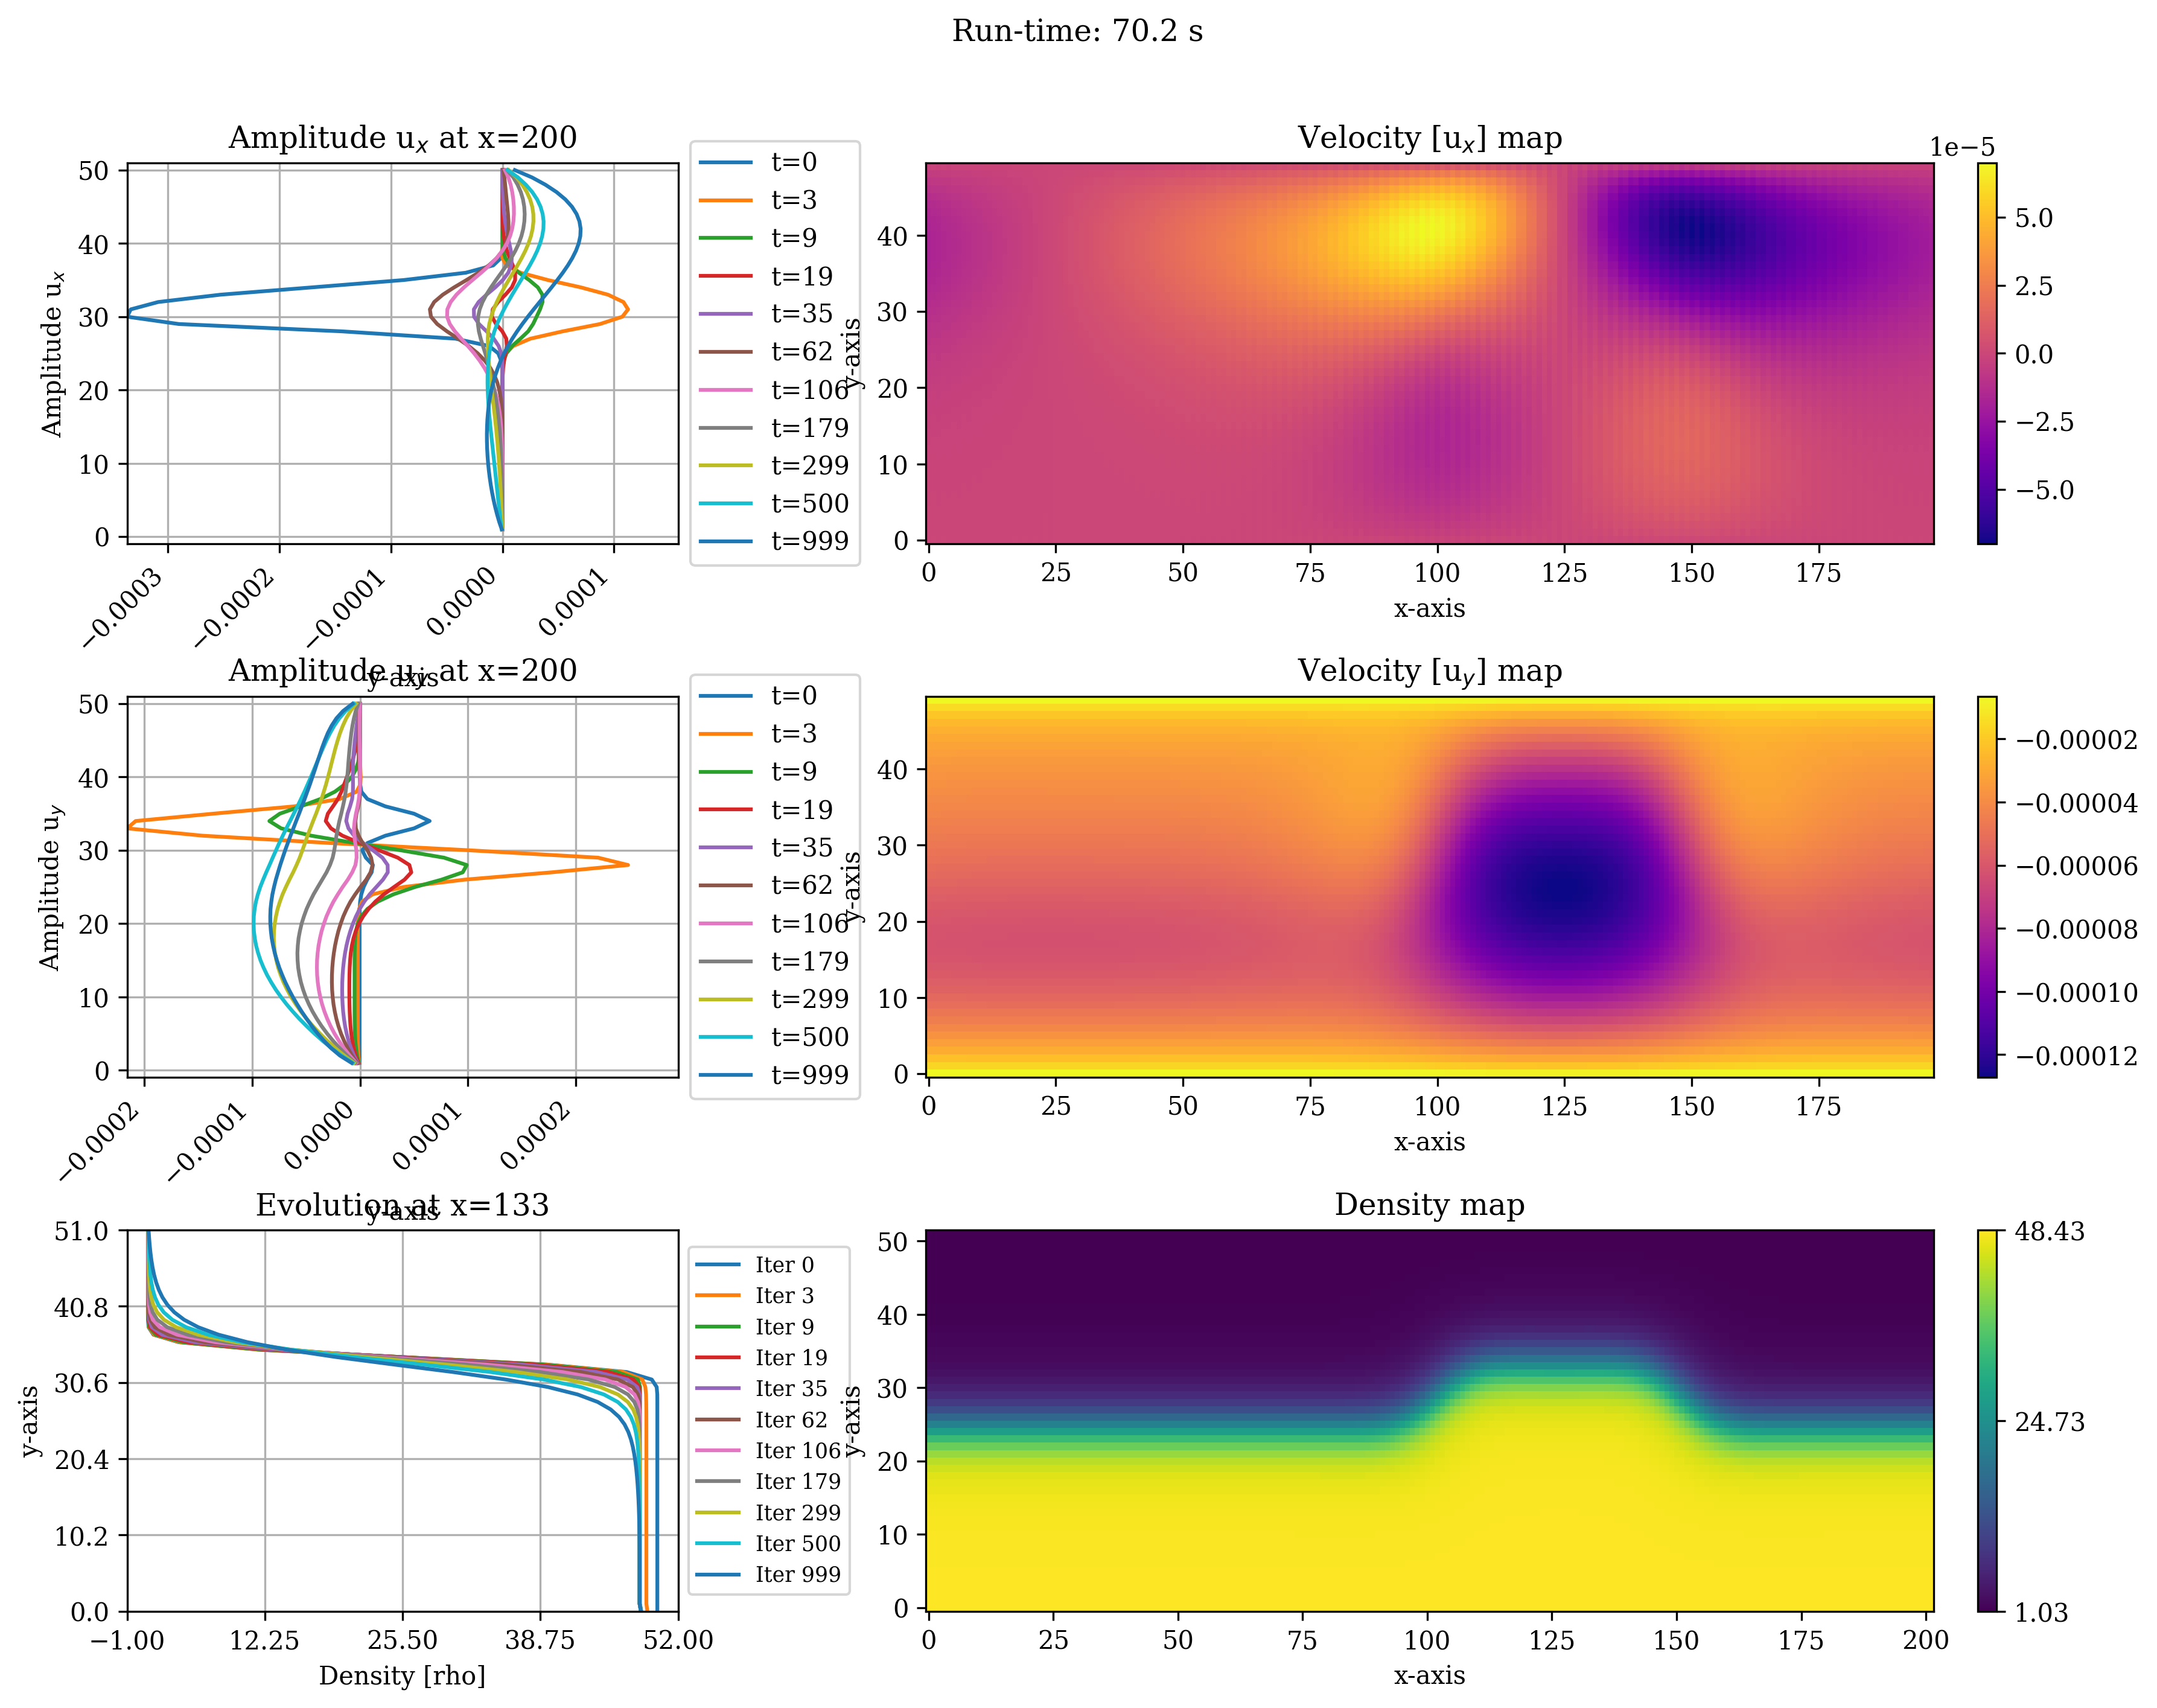 Run-time: 70.2 s
Amplitude uₓ at x=200
Amplitude uₓ
50
40
30
20
10
0
−0.0003
−0.0002
−0.0001
0.0000
0.0001
y-axis
t=0
t=3
t=9
t=19
t=35
t=62
t=106
t=179
t=299
t=500
t=999
Velocity [uₓ] map
1e−5
y-axis
40
30
20
10
0
0
25
50
75
100
125
150
175
x-axis
5.0
2.5
0.0
−2.5
−5.0
Amplitude u_y at x=200
Amplitude u_y
50
40
30
20
10
0
−0.0002
−0.0001
0.0000
0.0001
0.0002
y-axis
t=0
t=3
t=9
t=19
t=35
t=62
t=106
t=179
t=299
t=500
t=999
Velocity [u_y] map
y-axis
40
30
20
10
0
0
25
50
75
100
125
150
175
x-axis
−0.00002
−0.00004
−0.00006
−0.00008
−0.00010
−0.00012
Evolution at x=133
y-axis
51.0
40.8
30.6
20.4
10.2
0.0
−1.00
12.25
25.50
38.75
52.00
Density [rho]
Iter 0
Iter 3
Iter 9
Iter 19
Iter 35
Iter 62
Iter 106
Iter 179
Iter 299
Iter 500
Iter 999
Density map
y-axis
50
40
30
20
10
0
0
25
50
75
100
125
150
175
200
x-axis
48.43
24.73
1.03